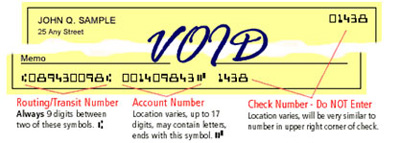 JOHN Q. SAMPLE
25 Any Street
01438
VOID
Memo
⑆089430098⑆ 001409843⑈ 1438
Routing/Transit Number
Always 9 digits between
two of these symbols. ⑆
Account Number
Location varies, up to 17
digits, may contain letters,
ends with this symbol. ⑈
Check Number - Do NOT Enter
Location varies, will be very similar to
number in upper right corner of check.